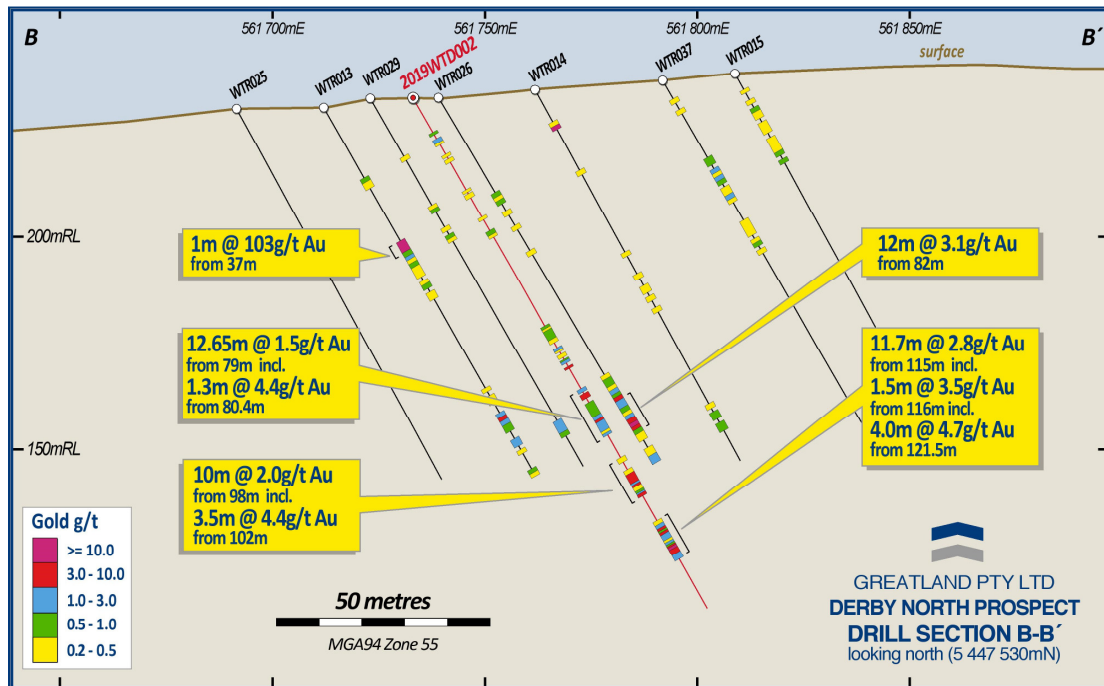 B
561 700mE
561 750mE
561 800mE
561 850mE
B´
surface
WTR025
WTR013
WTR029
2019WTD002
WTR026
WTR014
WTR037
WTR015
200mRL
150mRL
1m @ 103g/t Au
from 37m
12.65m @ 1.5g/t Au
from 79m incl.
1.3m @ 4.4g/t Au
from 80.4m
10m @ 2.0g/t Au
from 98m incl.
3.5m @ 4.4g/t Au
from 102m
12m @ 3.1g/t Au
from 82m
11.7m @ 2.8g/t Au
from 115m incl.
1.5m @ 3.5g/t Au
from 116m incl.
4.0m @ 4.7g/t Au
from 121.5m
Gold g/t
>= 10.0
3.0 - 10.0
1.0 - 3.0
0.5 - 1.0
0.2 - 0.5
50 metres
MGA94 Zone 55
GREATLAND PTY LTD
DERBY NORTH PROSPECT
DRILL SECTION B-B´
looking north (5 447 530mN)